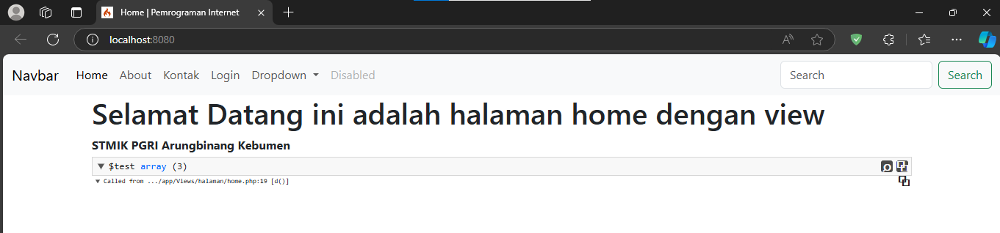 Home | Pemrograman Internet
localhost:8080
Navbar Home About Kontak Login Dropdown Disabled Search Search
Selamat Datang ini adalah halaman home dengan view
STMIK PGRI Arungbinang Kebumen
$test array (3)
Called from .../app/Views/halaman/home.php:19 [d()]